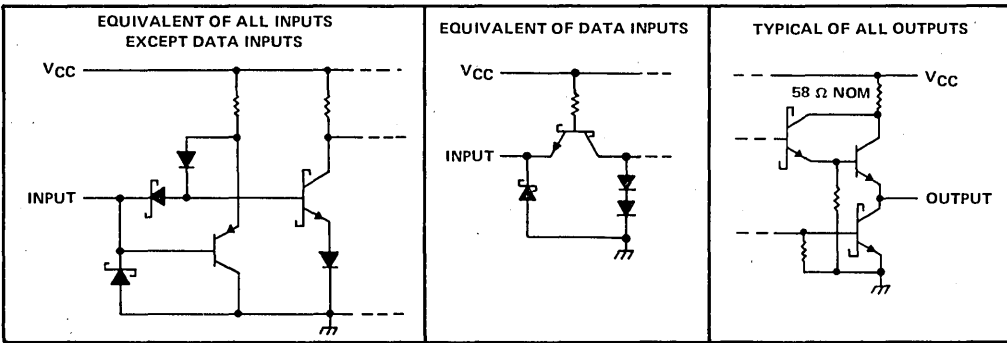 EQUIVALENT OF ALL INPUTS
EXCEPT DATA INPUTS
VCC
INPUT
EQUIVALENT OF DATA INPUTS
VCC
INPUT
TYPICAL OF ALL OUTPUTS
VCC
58 Ω NOM
OUTPUT